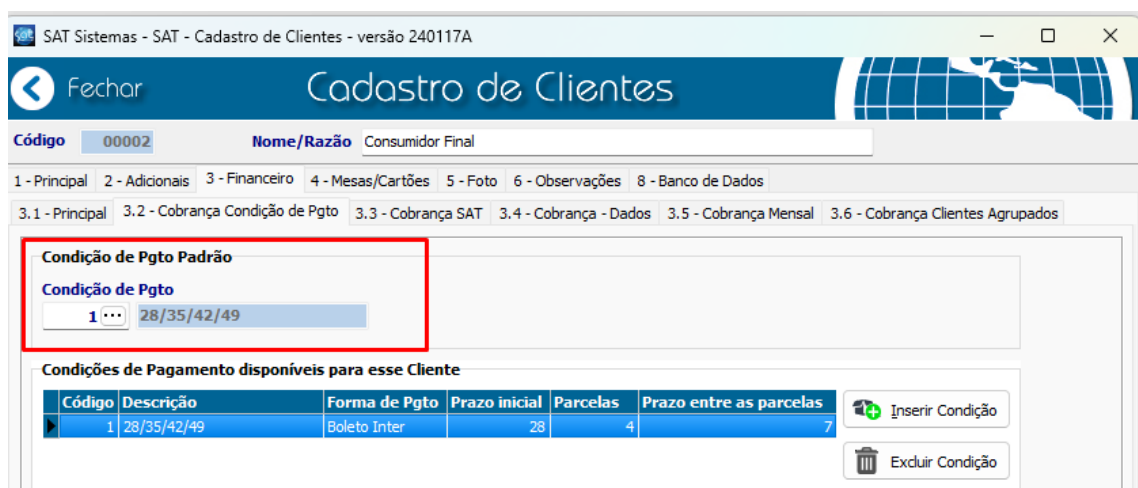 SAT Sistemas - SAT - Cadastro de Clientes - versão 240117A
Fechar Cadastro de Clientes
Código 00002 Nome/Razão Consumidor Final
1 - Principal 2 - Adicionais 3 - Financeiro 4 - Mesas/Cartões 5 - Foto 6 - Observações 8 - Banco de Dados
3.1 - Principal 3.2 - Cobrança Condição de Pgto 3.3 - Cobrança SAT 3.4 - Cobrança - Dados 3.5 - Cobrança Mensal 3.6 - Cobrança Clientes Agrupados
Condição de Pgto Padrão
Condição de Pgto
1 ... 28/35/42/49
Condições de Pagamento disponíveis para esse Cliente
Código Descrição Forma de Pgto Prazo inicial Parcelas Prazo entre as parcelas
1 28/35/42/49 Boleto Inter 28 4 7
Inserir Condição
Excluir Condição